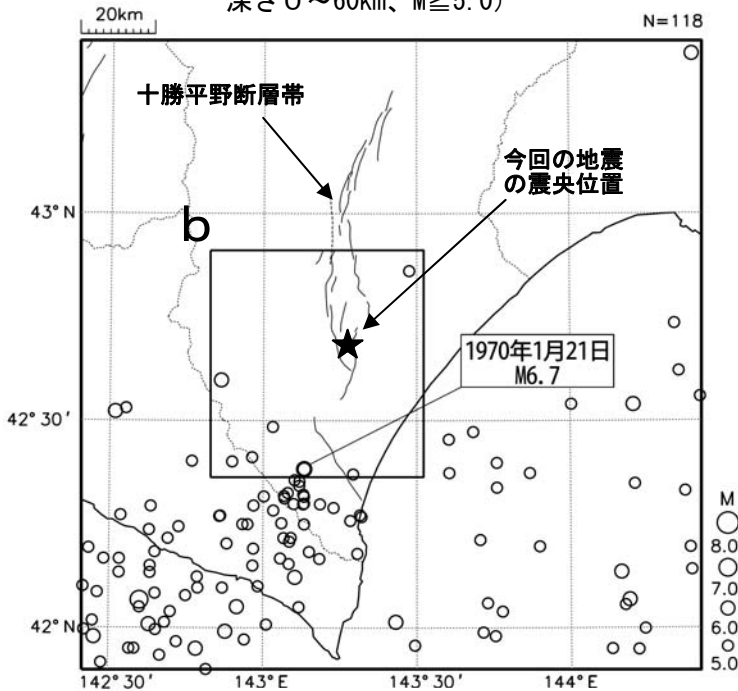 深さ0～60km、M≧5.0)
20km
N=118
十勝平野断層帯
今回の地震
の震央位置
43°N
b
1970年1月21日
M6.7
42°30′
M
8.0
7.0
6.0
5.0
42°N
142°30′
143°E
143°30′
144°E